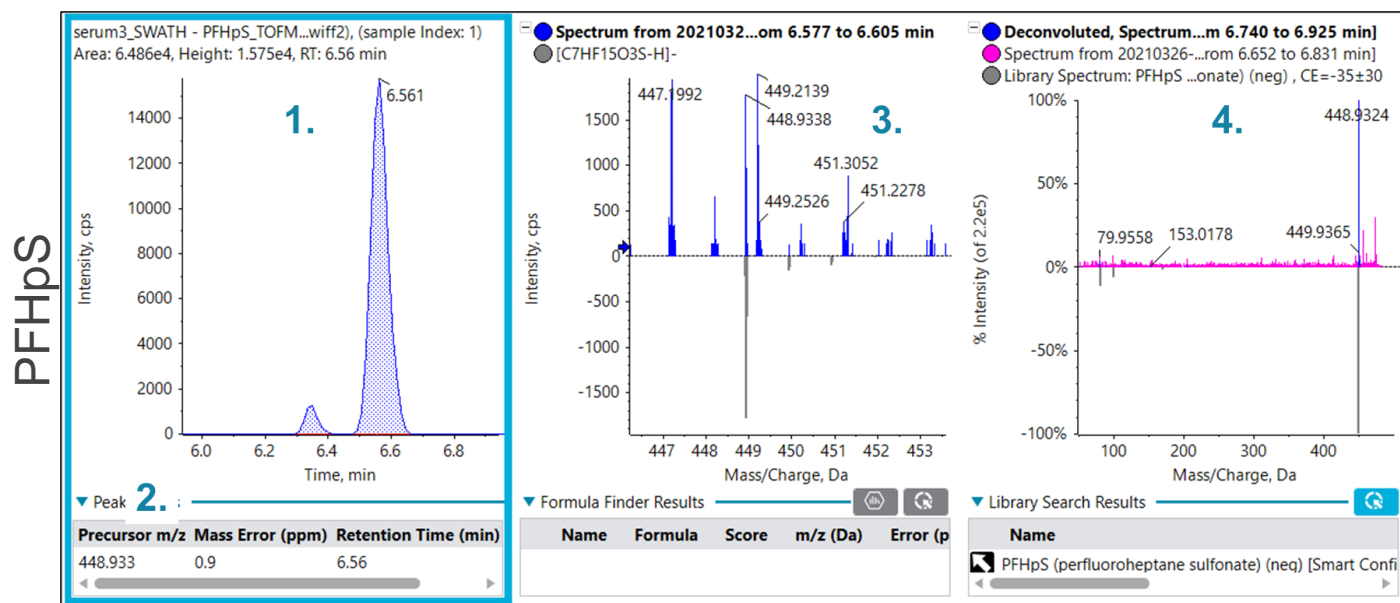 PFHpS
serum3_SWATH - PFHpS_TOFM...wiff2), (sample Index: 1)
Area: 6.486e4, Height: 1.575e4, RT: 6.56 min
6.561
1.
14000
12000
10000
8000
6000
4000
2000
0
Intensity, cps
6.0 6.2 6.4 6.6 6.8
Time, min
Peak
2.
Precursor m/z Mass Error (ppm) Retention Time (min)
448.933 0.9 6.56
Spectrum from 2021032...om 6.577 to 6.605 min
[C7HF15O3S-H]-
447.1992
449.2139
448.9338
3.
451.3052
451.2278
449.2526
1500
1000
500
0
-500
-1000
-1500
Intensity, cps
447 448 449 450 451 452 453
Mass/Charge, Da
Formula Finder Results
Name Formula Score m/z (Da) Error (p
Deconvoluted, Spectrum...m 6.740 to 6.925 min]
Spectrum from 20210326-...rom 6.652 to 6.831 min]
Library Spectrum: PFHpS ...onate) (neg) , CE=-35±30
4.
448.9324
79.9558
153.0178
449.9365
100%
50%
0%
-50%
-100%
% Intensity (of 2.2e5)
100 200 300 400
Mass/Charge, Da
Library Search Results
Name
PFHpS (perfluoroheptane sulfonate) (neg) [Smart Confi